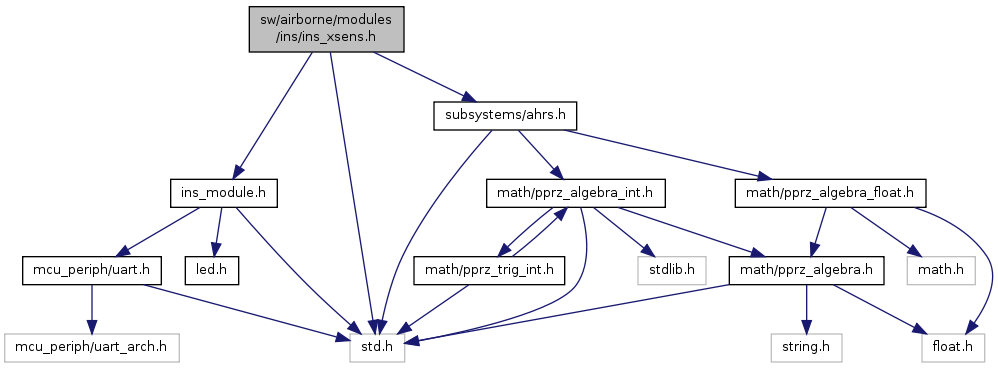 sw/airborne/modules
/ins/ins_xsens.h
subsystems/ahrs.h
ins_module.h
math/pprz_algebra_int.h
math/pprz_algebra_float.h
mcu_periph/uart.h
led.h
math/pprz_trig_int.h
stdlib.h
math/pprz_algebra.h
math.h
mcu_periph/uart_arch.h
std.h
string.h
float.h